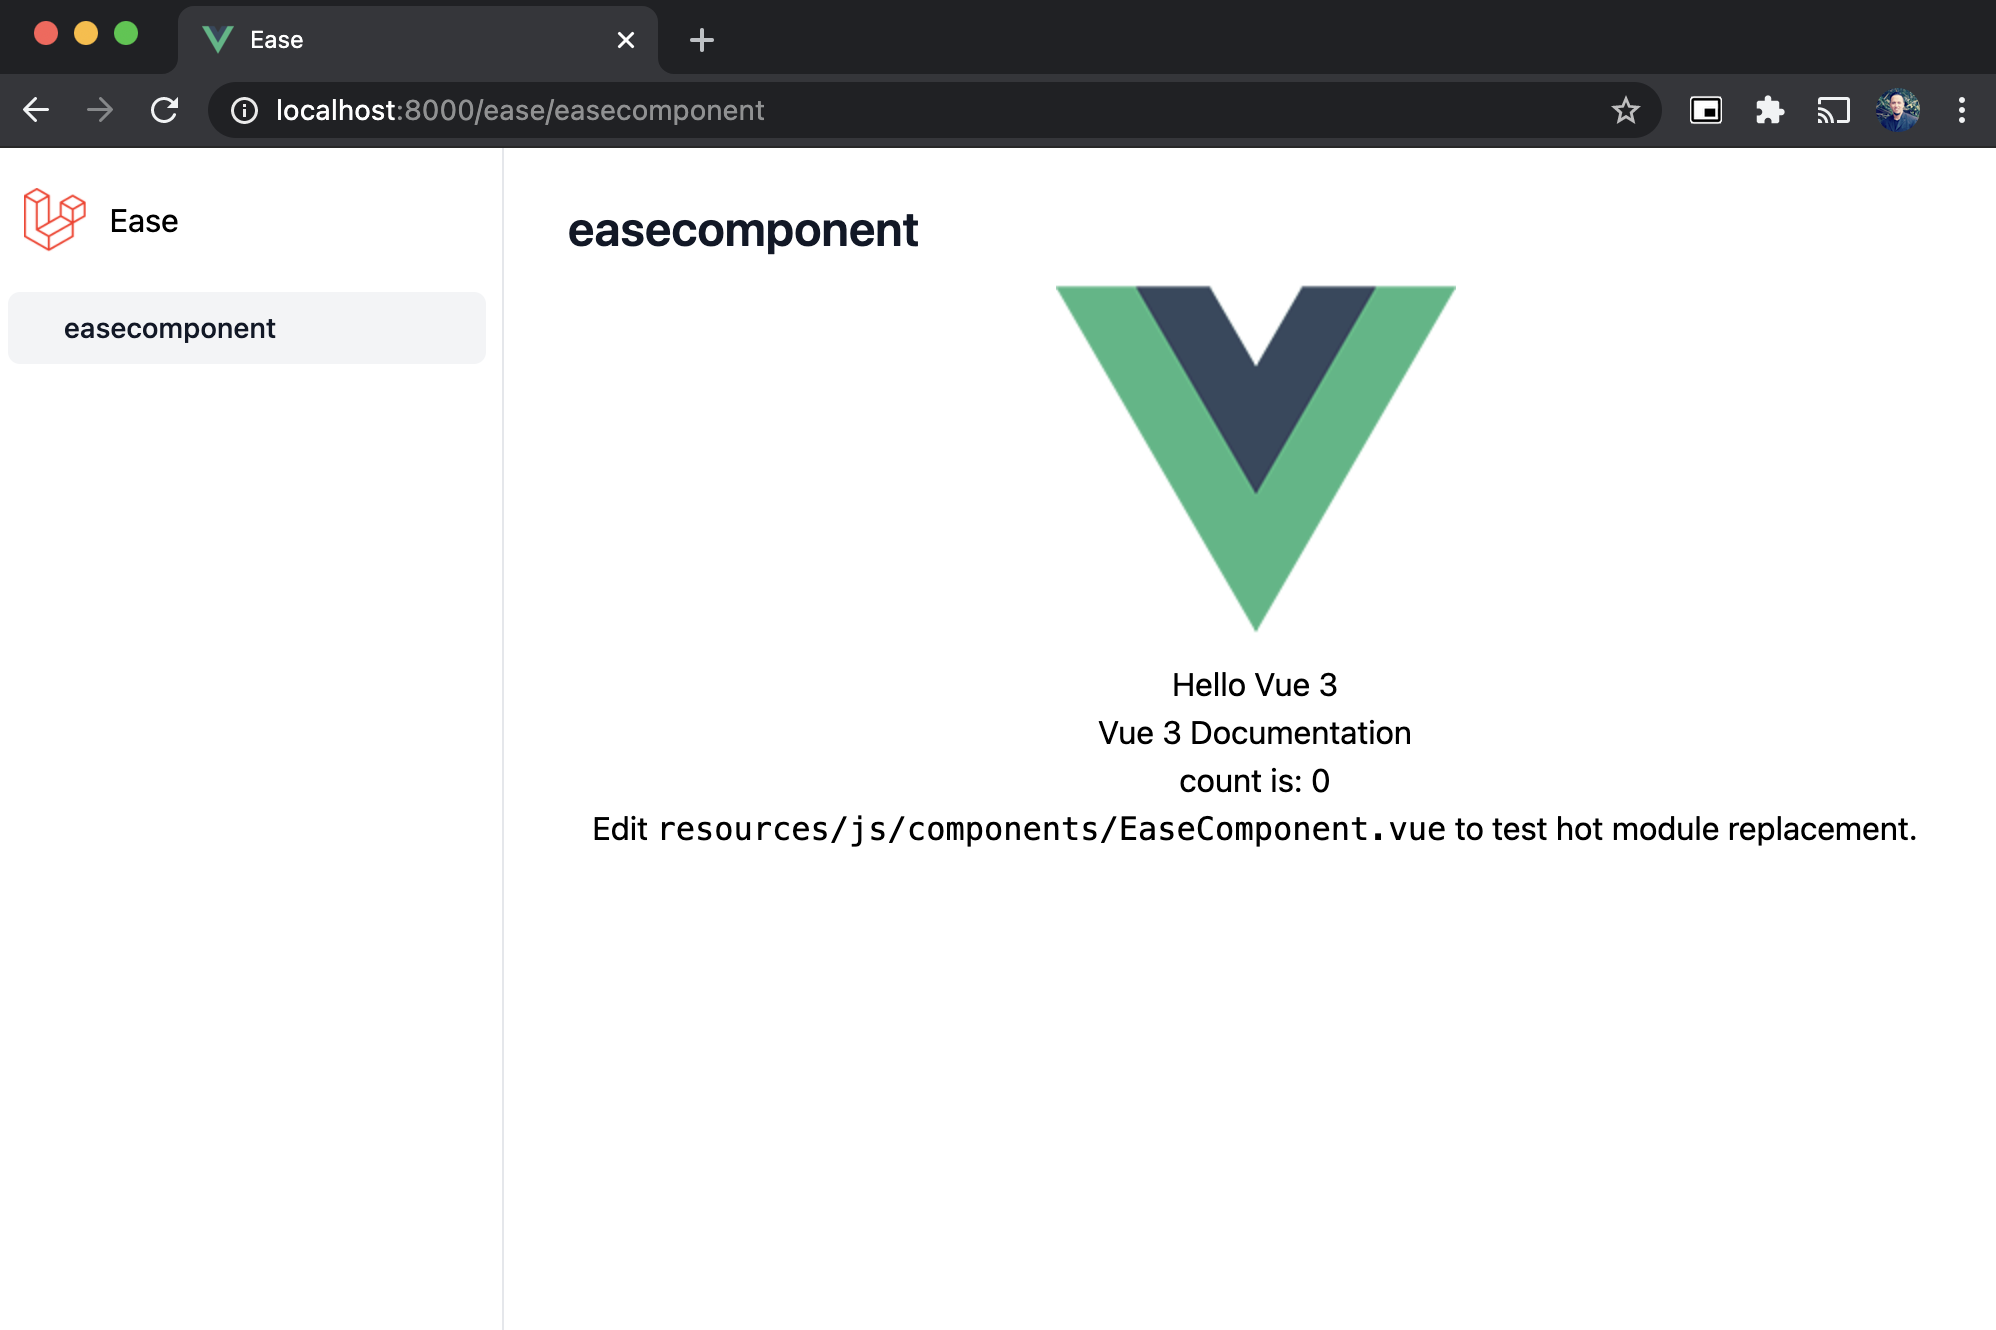 Ease
localhost:8000/ease/easecomponent
Ease
easecomponent
easecomponent
Hello Vue 3
Vue 3 Documentation
count is: 0
Edit resources/js/components/EaseComponent.vue to test hot module replacement.